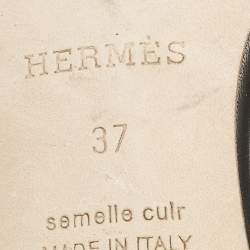 HERMÈS
37
semelle cuir
MADE IN ITALY